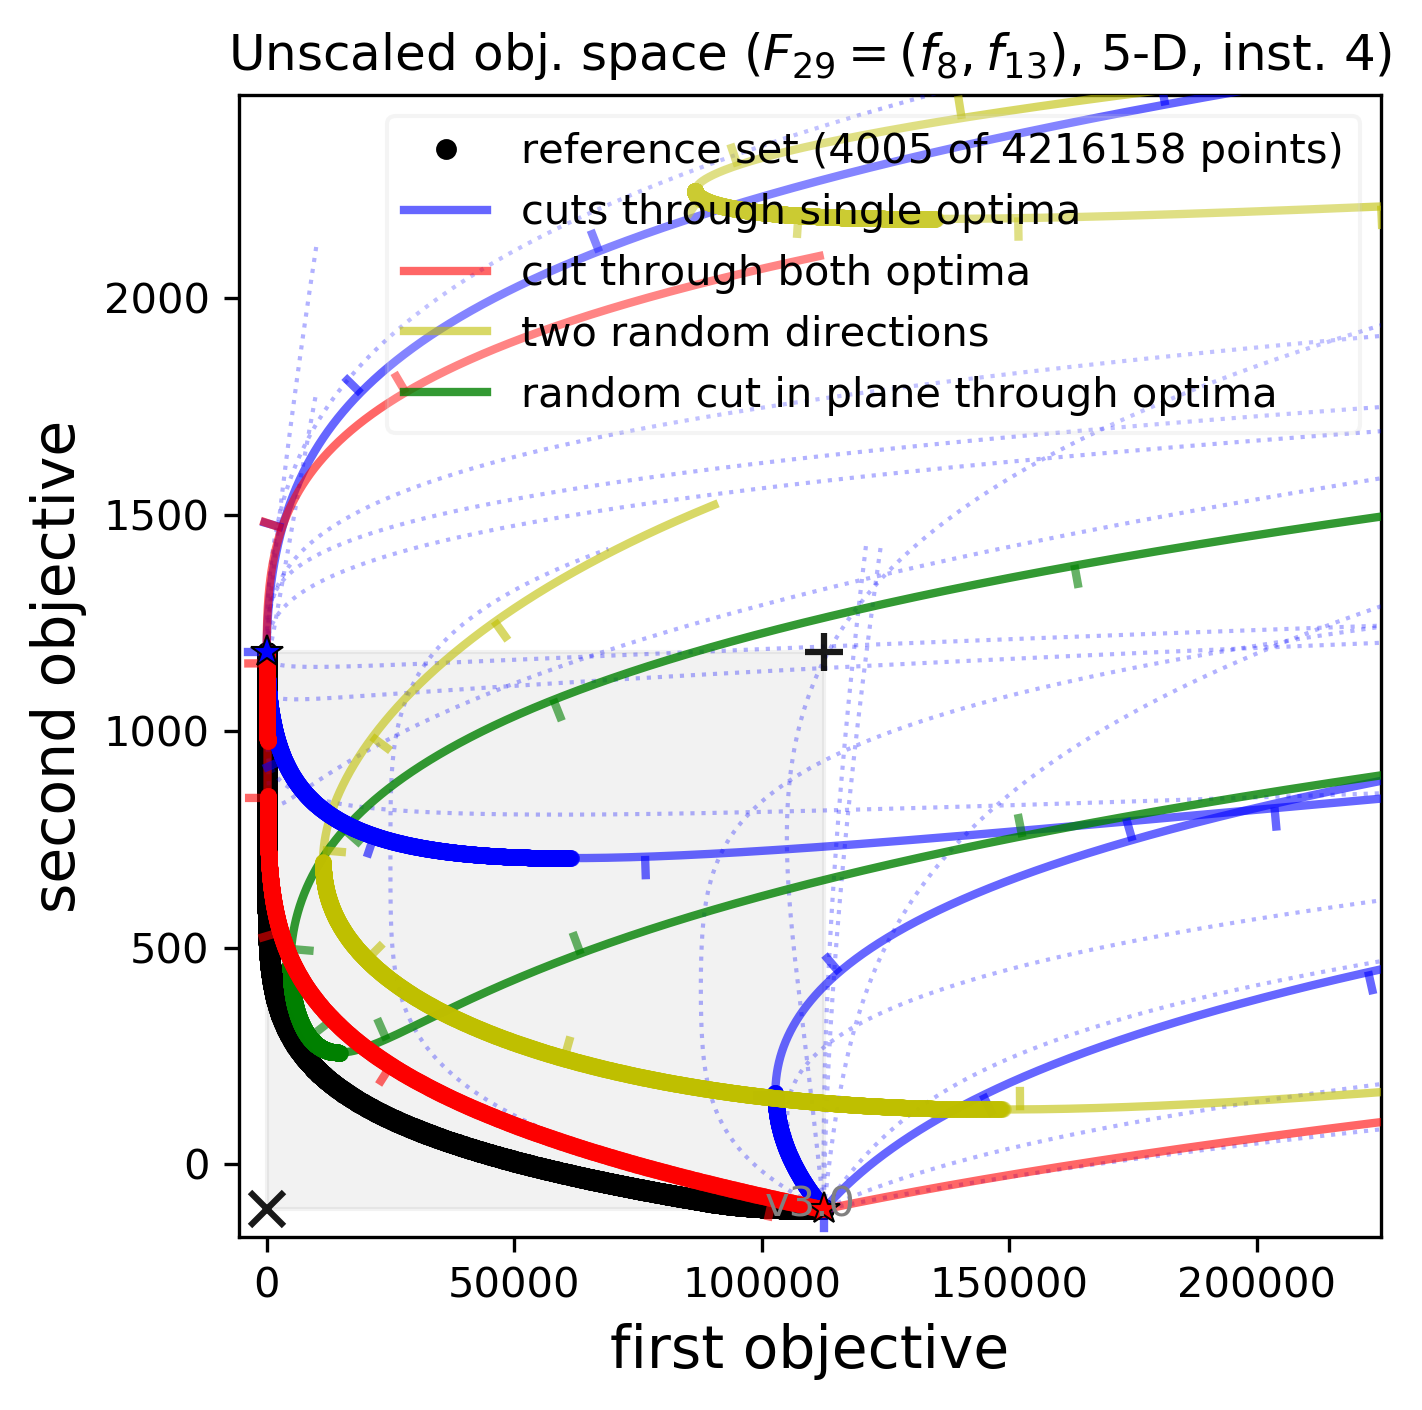 Unscaled obj. space (F₂₉ = (f₈, f₁₃), 5-D, inst. 4)
reference set (4005 of 4216158 points)
cuts through single optima
cut through both optima
two random directions
random cut in plane through optima
second objective
2000
1500
1000
500
0
v3.0
0
50000
100000
150000
200000
first objective